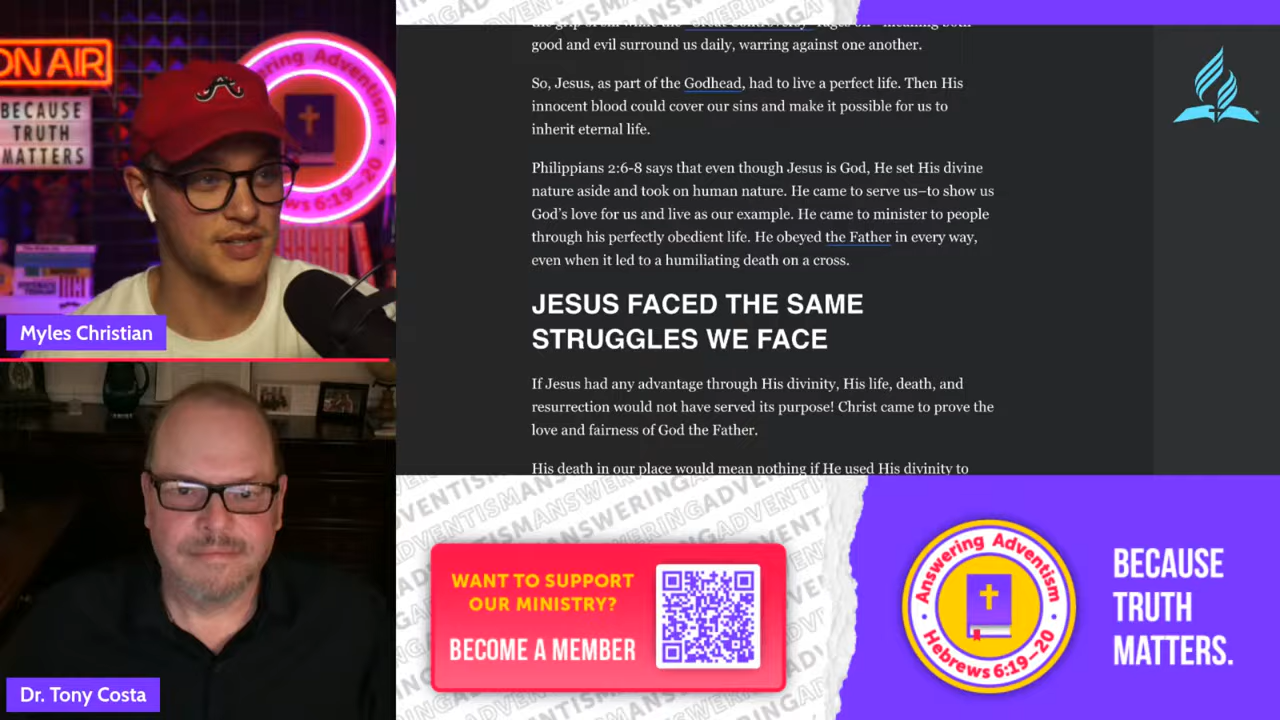 ON AIR
BECAUSE
TRUTH
MATTERS
Answering Adventism
Myles Christian
Dr. Tony Costa
good and evil surround us daily, warring against one another.
So, Jesus, as part of the Godhead, had to live a perfect life. Then His
innocent blood could cover our sins and make it possible for us to
inherit eternal life.
Philippians 2:6-8 says that even though Jesus is God, He set His divine
nature aside and took on human nature. He came to serve us–to show us
God's love for us and live as our example. He came to minister to people
through his perfectly obedient life. He obeyed the Father in every way,
even when it led to a humiliating death on a cross.
JESUS FACED THE SAME
STRUGGLES WE FACE
If Jesus had any advantage through His divinity, His life, death, and
resurrection would not have served its purpose! Christ came to prove the
love and fairness of God the Father.
His death in our place would mean nothing if He used His divinity to
WANT TO SUPPORT
OUR MINISTRY?
BECOME A MEMBER
Answering Adventism
Hebrews 6:19–20
BECAUSE
TRUTH
MATTERS.